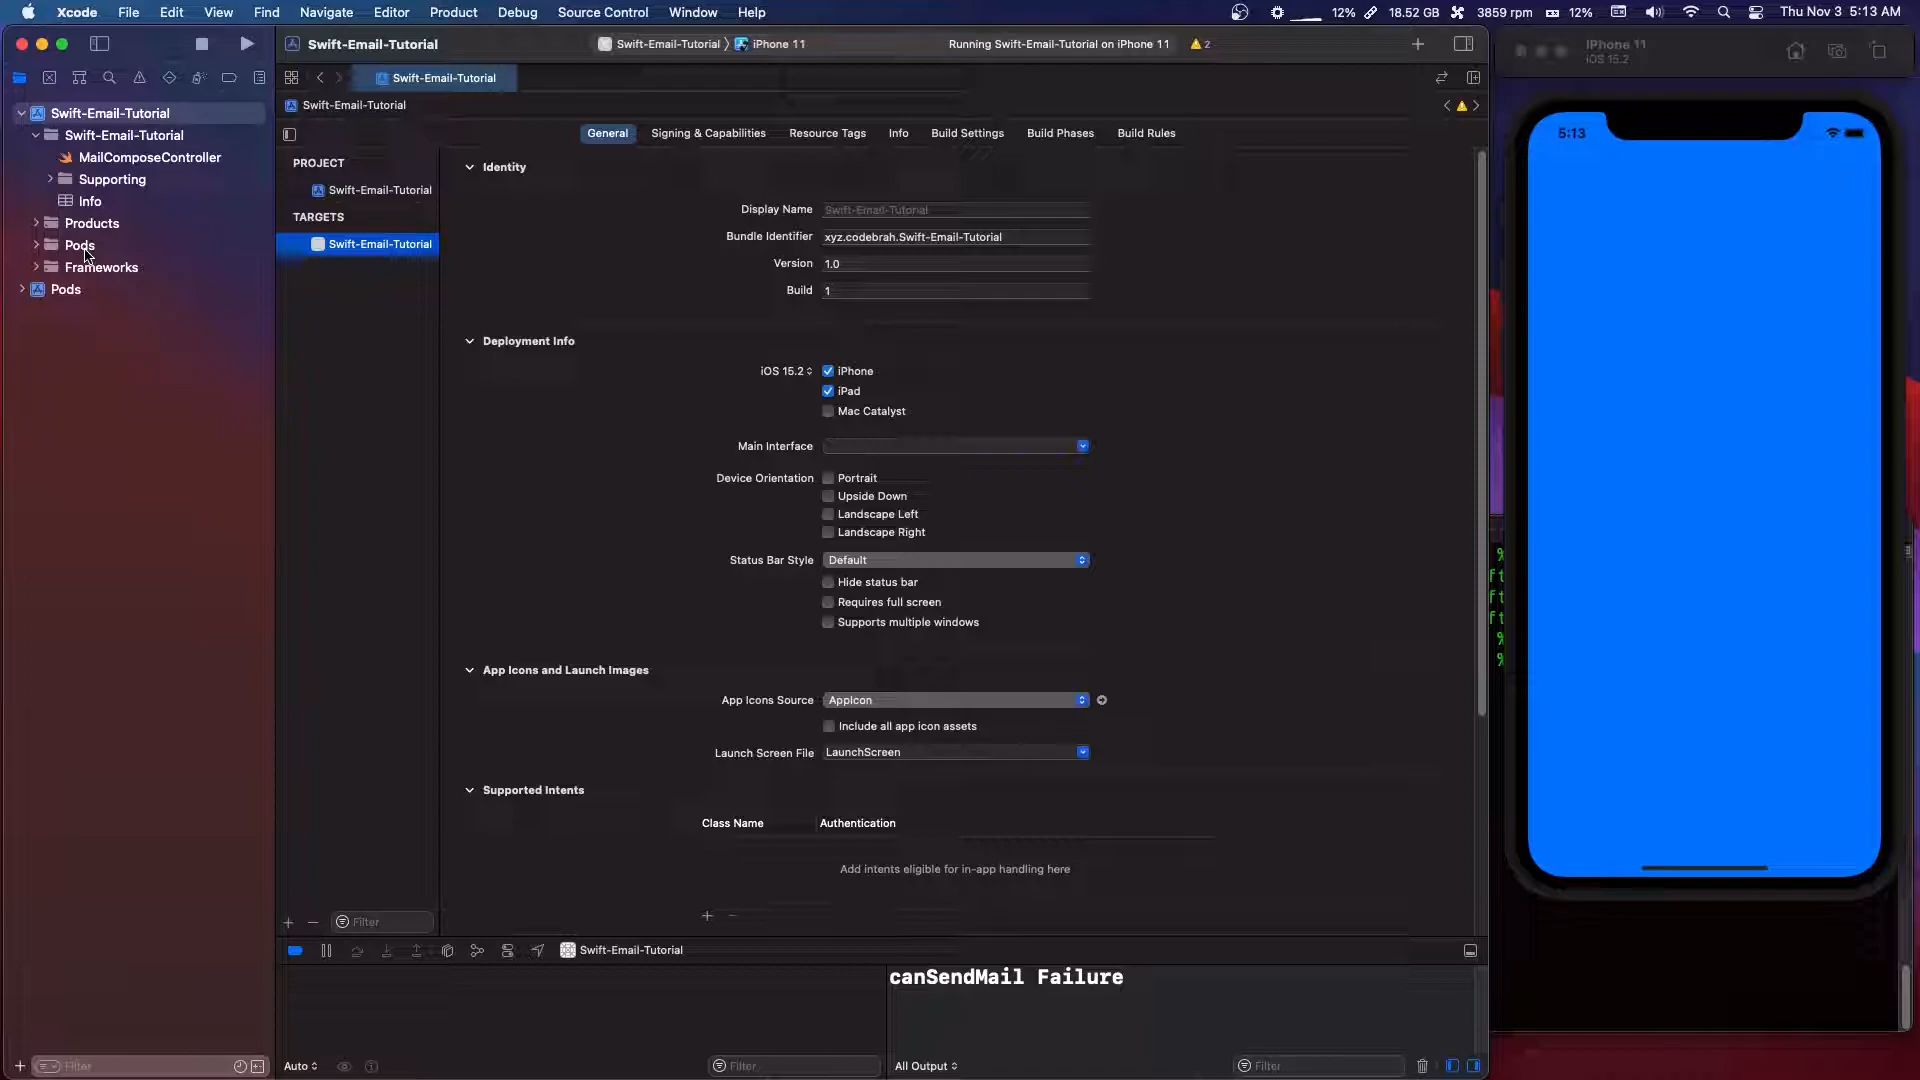 Xcode File Edit View Find Navigate Editor Product Debug Source Control Window Help
12% 18.52 GB 3859 rpm 12% Thu Nov 3 5:13 AM
Swift-Email-Tutorial
Swift-Email-Tutorial iPhone 11
Running Swift-Email-Tutorial on iPhone 11
2
Swift-Email-Tutorial
Swift-Email-Tutorial
Swift-Email-Tutorial
Swift-Email-Tutorial
MailComposeController
Supporting
Info
Products
Pods
Frameworks
Pods
Filter
General Signing & Capabilities Resource Tags Info Build Settings Build Phases Build Rules
PROJECT
Swift-Email-Tutorial
TARGETS
Swift-Email-Tutorial
Filter
Identity
Display Name Swift-Email-Tutorial
Bundle Identifier xyz.codebrah.Swift-Email-Tutorial
Version 1.0
Build 1
Deployment Info
iOS 15.2 iPhone
iPad
Mac Catalyst
Main Interface
Device Orientation Portrait
Upside Down
Landscape Left
Landscape Right
Status Bar Style Default
Hide status bar
Requires full screen
Supports multiple windows
App Icons and Launch Images
App Icons Source AppIcon
Include all app icon assets
Launch Screen File LaunchScreen
Supported Intents
Class Name Authentication
Add intents eligible for in-app handling here
Swift-Email-Tutorial
canSendMail Failure
Auto Filter
All Output Filter
iPhone 11
iOS 15.2
5:13
%
ft
ft
ft
%
%